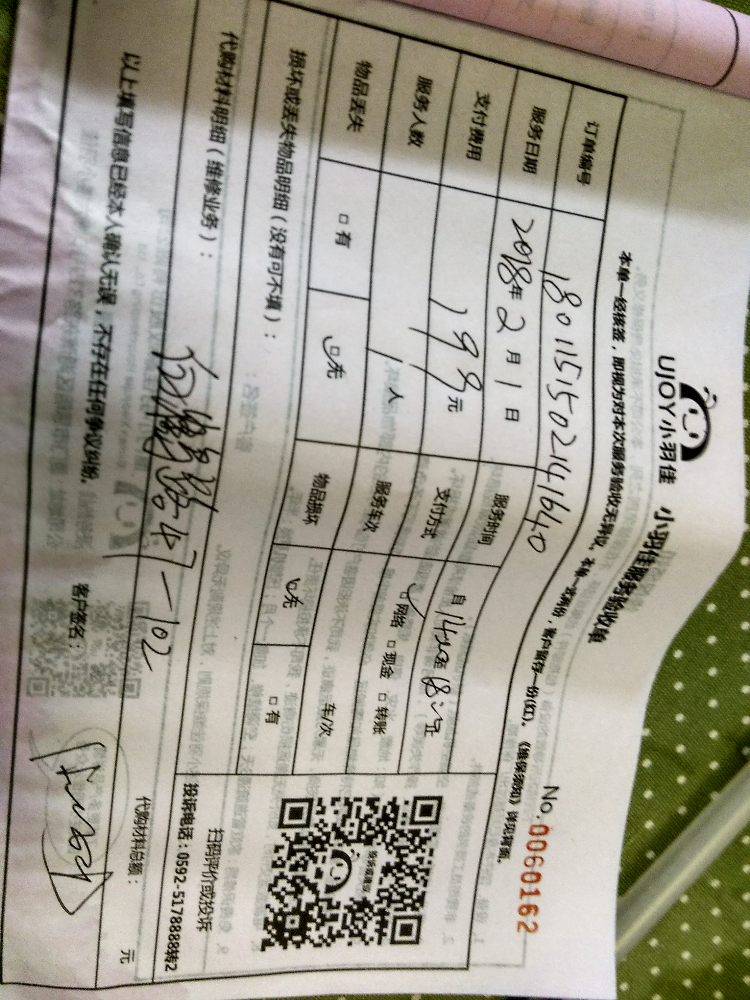 UJOY小羽佳 小羽佳服务验收单
No.0060162
本单一经接签，即视为对本次服务验收无异议。本单一式两份，客户留存一份(红)。《维保须知》详见背面。
订单编号 1801151502141640
服务日期 2018年2月1日 服务时间 自14:00至18:00止
支付费用 199元 支付方式 网络 □现金 □转账
服务人数 1人 服务车次 车/次
物品丢失 □有 □无 物品损坏 □无 □有
损坏或丢失物品明细（没有可不填）：
扫码评价或投诉
投诉电话：0592-5178888转2
代购材料明细（维修业务）：
47-102
代购材料总额： 元
以上填写信息已经本人确认无误，不存在任何争议纠纷。 客户签名：